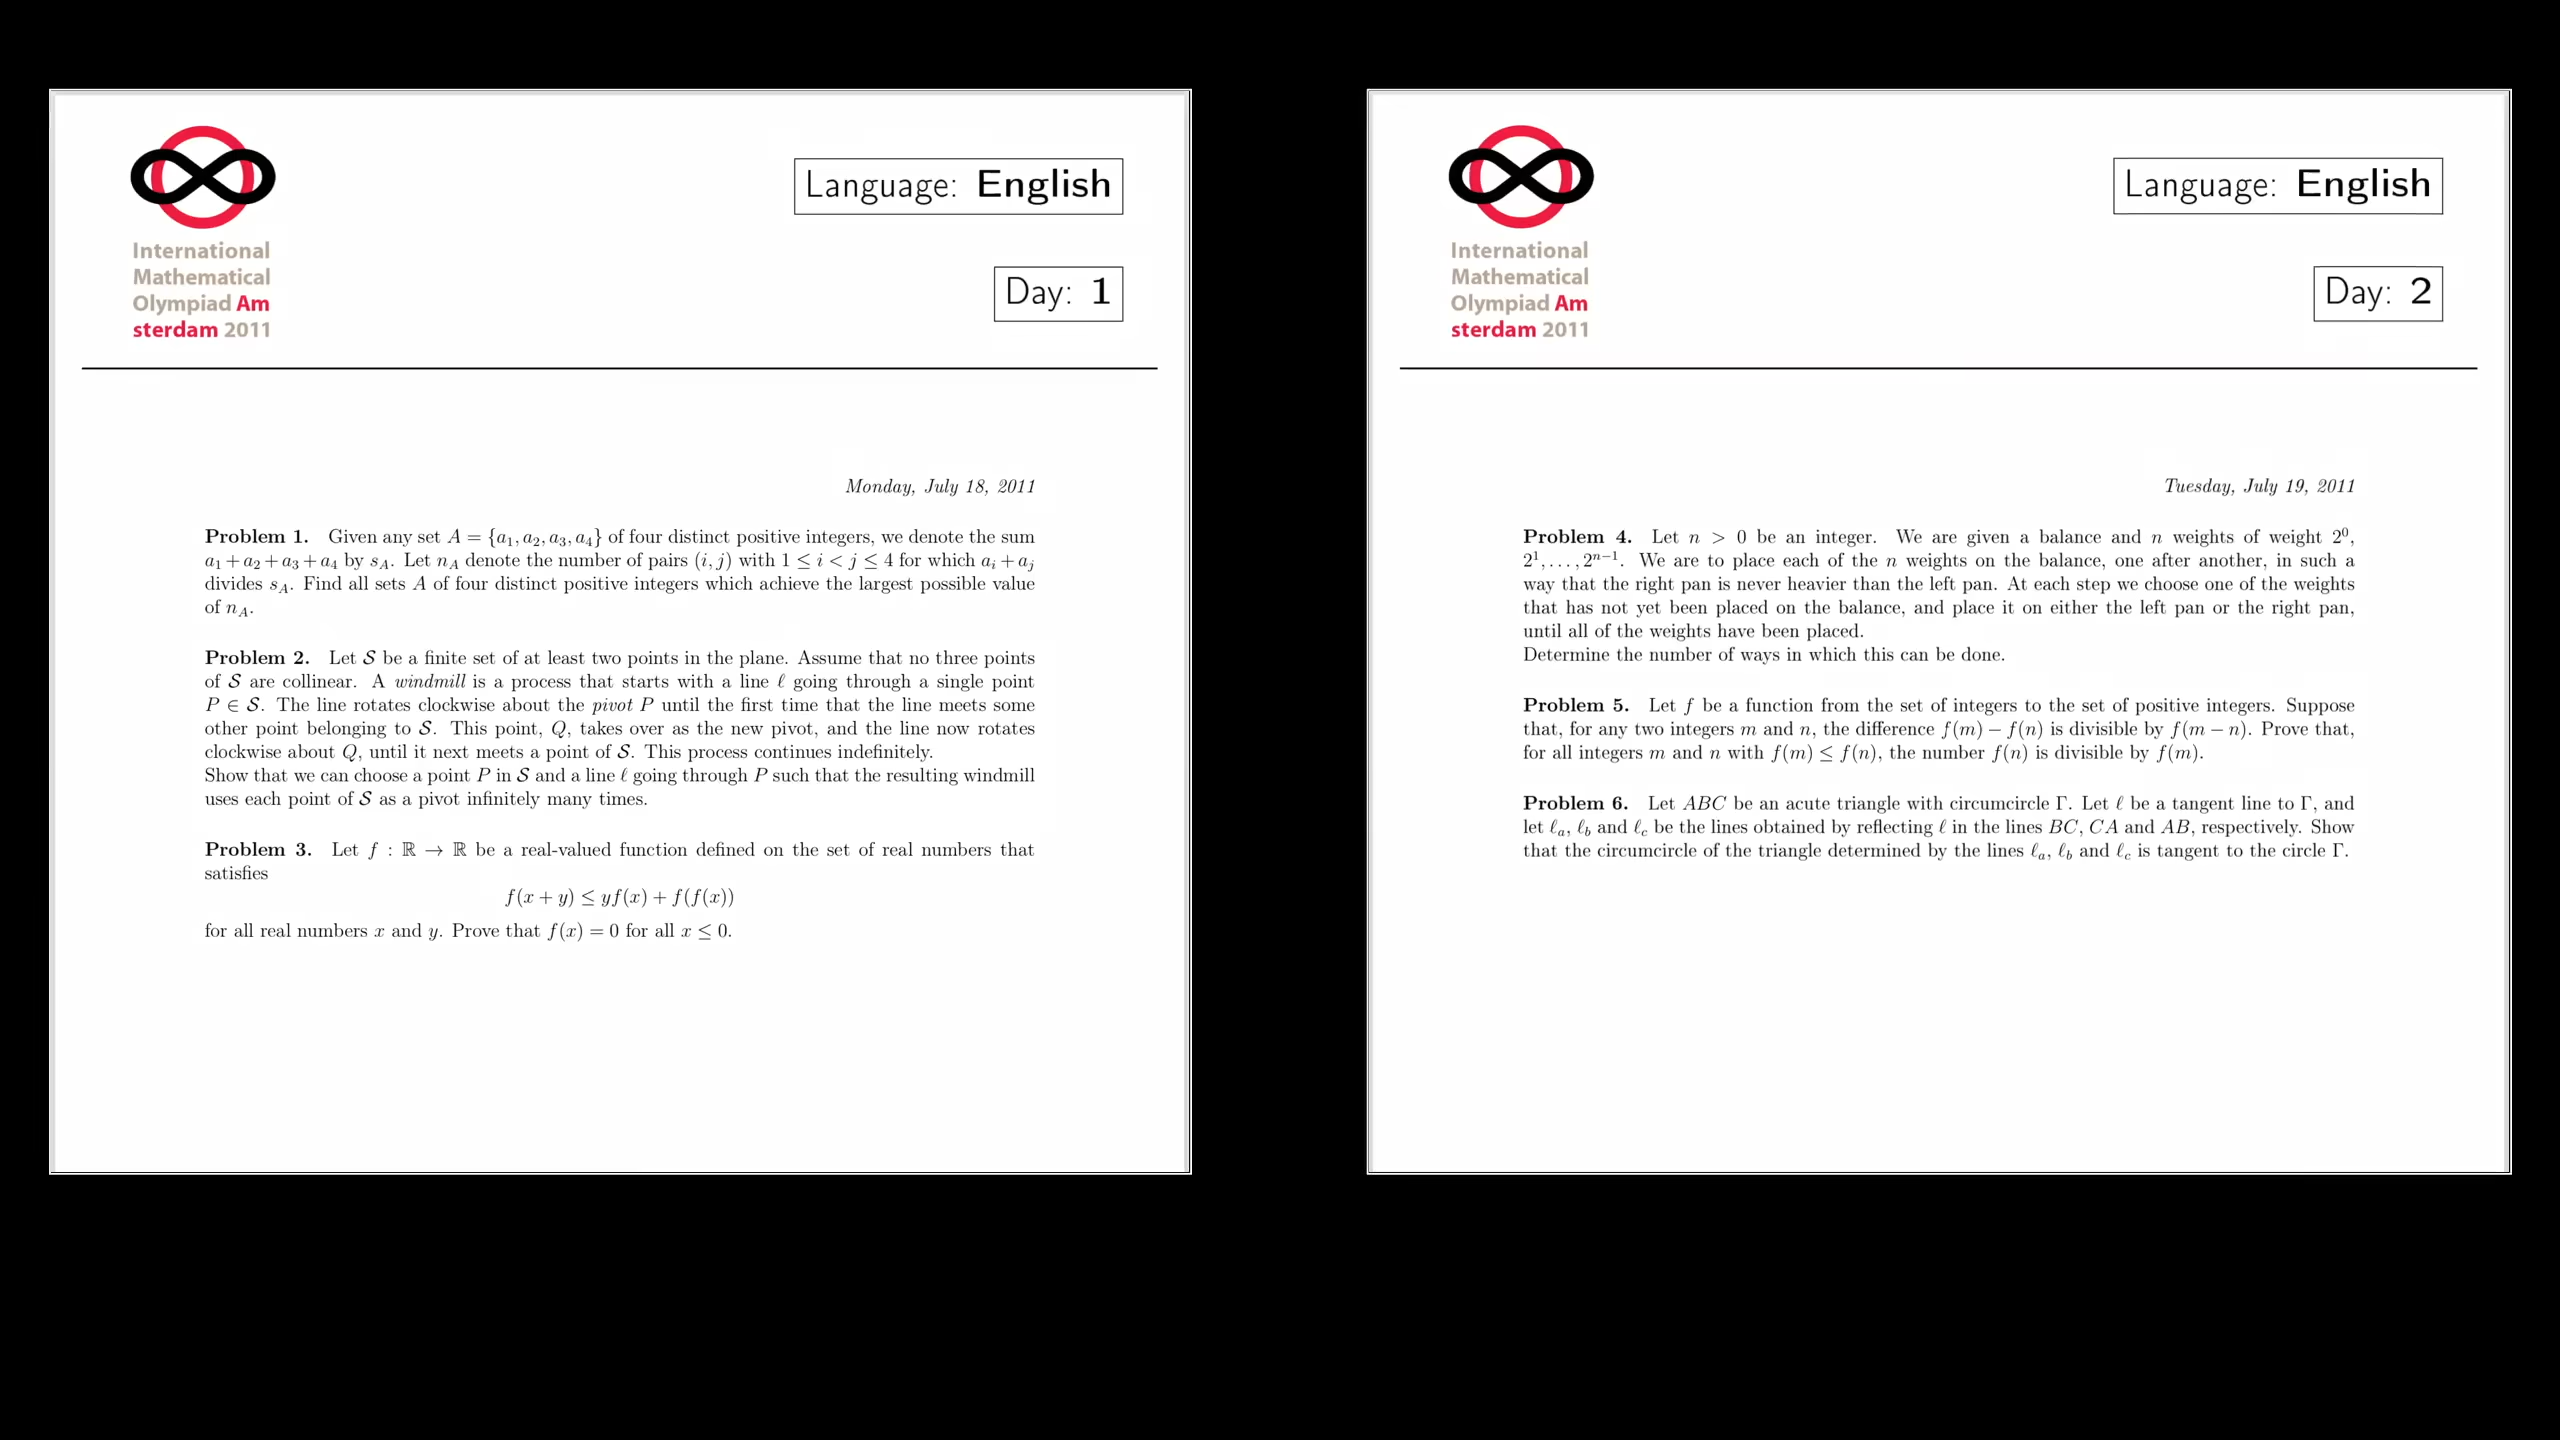 International
Mathematical
Olympiad Am
sterdam 2011
Language: English
Day: 1
Monday, July 18, 2011
Problem 1. Given any set A = {a₁, a₂, a₃, a₄} of four distinct positive integers, we denote the sum
a₁ + a₂ + a₃ + a₄ by s_A. Let n_A denote the number of pairs (i, j) with 1 ≤ i < j ≤ 4 for which a_i + a_j
divides s_A. Find all sets A of four distinct positive integers which achieve the largest possible value
of n_A.
Problem 2. Let 𝒮 be a finite set of at least two points in the plane. Assume that no three points
of 𝒮 are collinear. A windmill is a process that starts with a line ℓ going through a single point
P ∈ 𝒮. The line rotates clockwise about the pivot P until the first time that the line meets some
other point belonging to 𝒮. This point, Q, takes over as the new pivot, and the line now rotates
clockwise about Q, until it next meets a point of 𝒮. This process continues indefinitely.
Show that we can choose a point P in 𝒮 and a line ℓ going through P such that the resulting windmill
uses each point of 𝒮 as a pivot infinitely many times.
Problem 3. Let f : ℝ → ℝ be a real-valued function defined on the set of real numbers that
satisfies
f(x + y) ≤ yf(x) + f(f(x))
for all real numbers x and y. Prove that f(x) = 0 for all x ≤ 0.
International
Mathematical
Olympiad Am
sterdam 2011
Language: English
Day: 2
Tuesday, July 19, 2011
Problem 4. Let n > 0 be an integer. We are given a balance and n weights of weight 2⁰,
2¹, . . . , 2ⁿ⁻¹. We are to place each of the n weights on the balance, one after another, in such a
way that the right pan is never heavier than the left pan. At each step we choose one of the weights
that has not yet been placed on the balance, and place it on either the left pan or the right pan,
until all of the weights have been placed.
Determine the number of ways in which this can be done.
Problem 5. Let f be a function from the set of integers to the set of positive integers. Suppose
that, for any two integers m and n, the difference f(m) − f(n) is divisible by f(m − n). Prove that,
for all integers m and n with f(m) ≤ f(n), the number f(n) is divisible by f(m).
Problem 6. Let ABC be an acute triangle with circumcircle Γ. Let ℓ be a tangent line to Γ, and
let ℓ_a, ℓ_b and ℓ_c be the lines obtained by reflecting ℓ in the lines BC, CA and AB, respectively. Show
that the circumcircle of the triangle determined by the lines ℓ_a, ℓ_b and ℓ_c is tangent to the circle Γ.